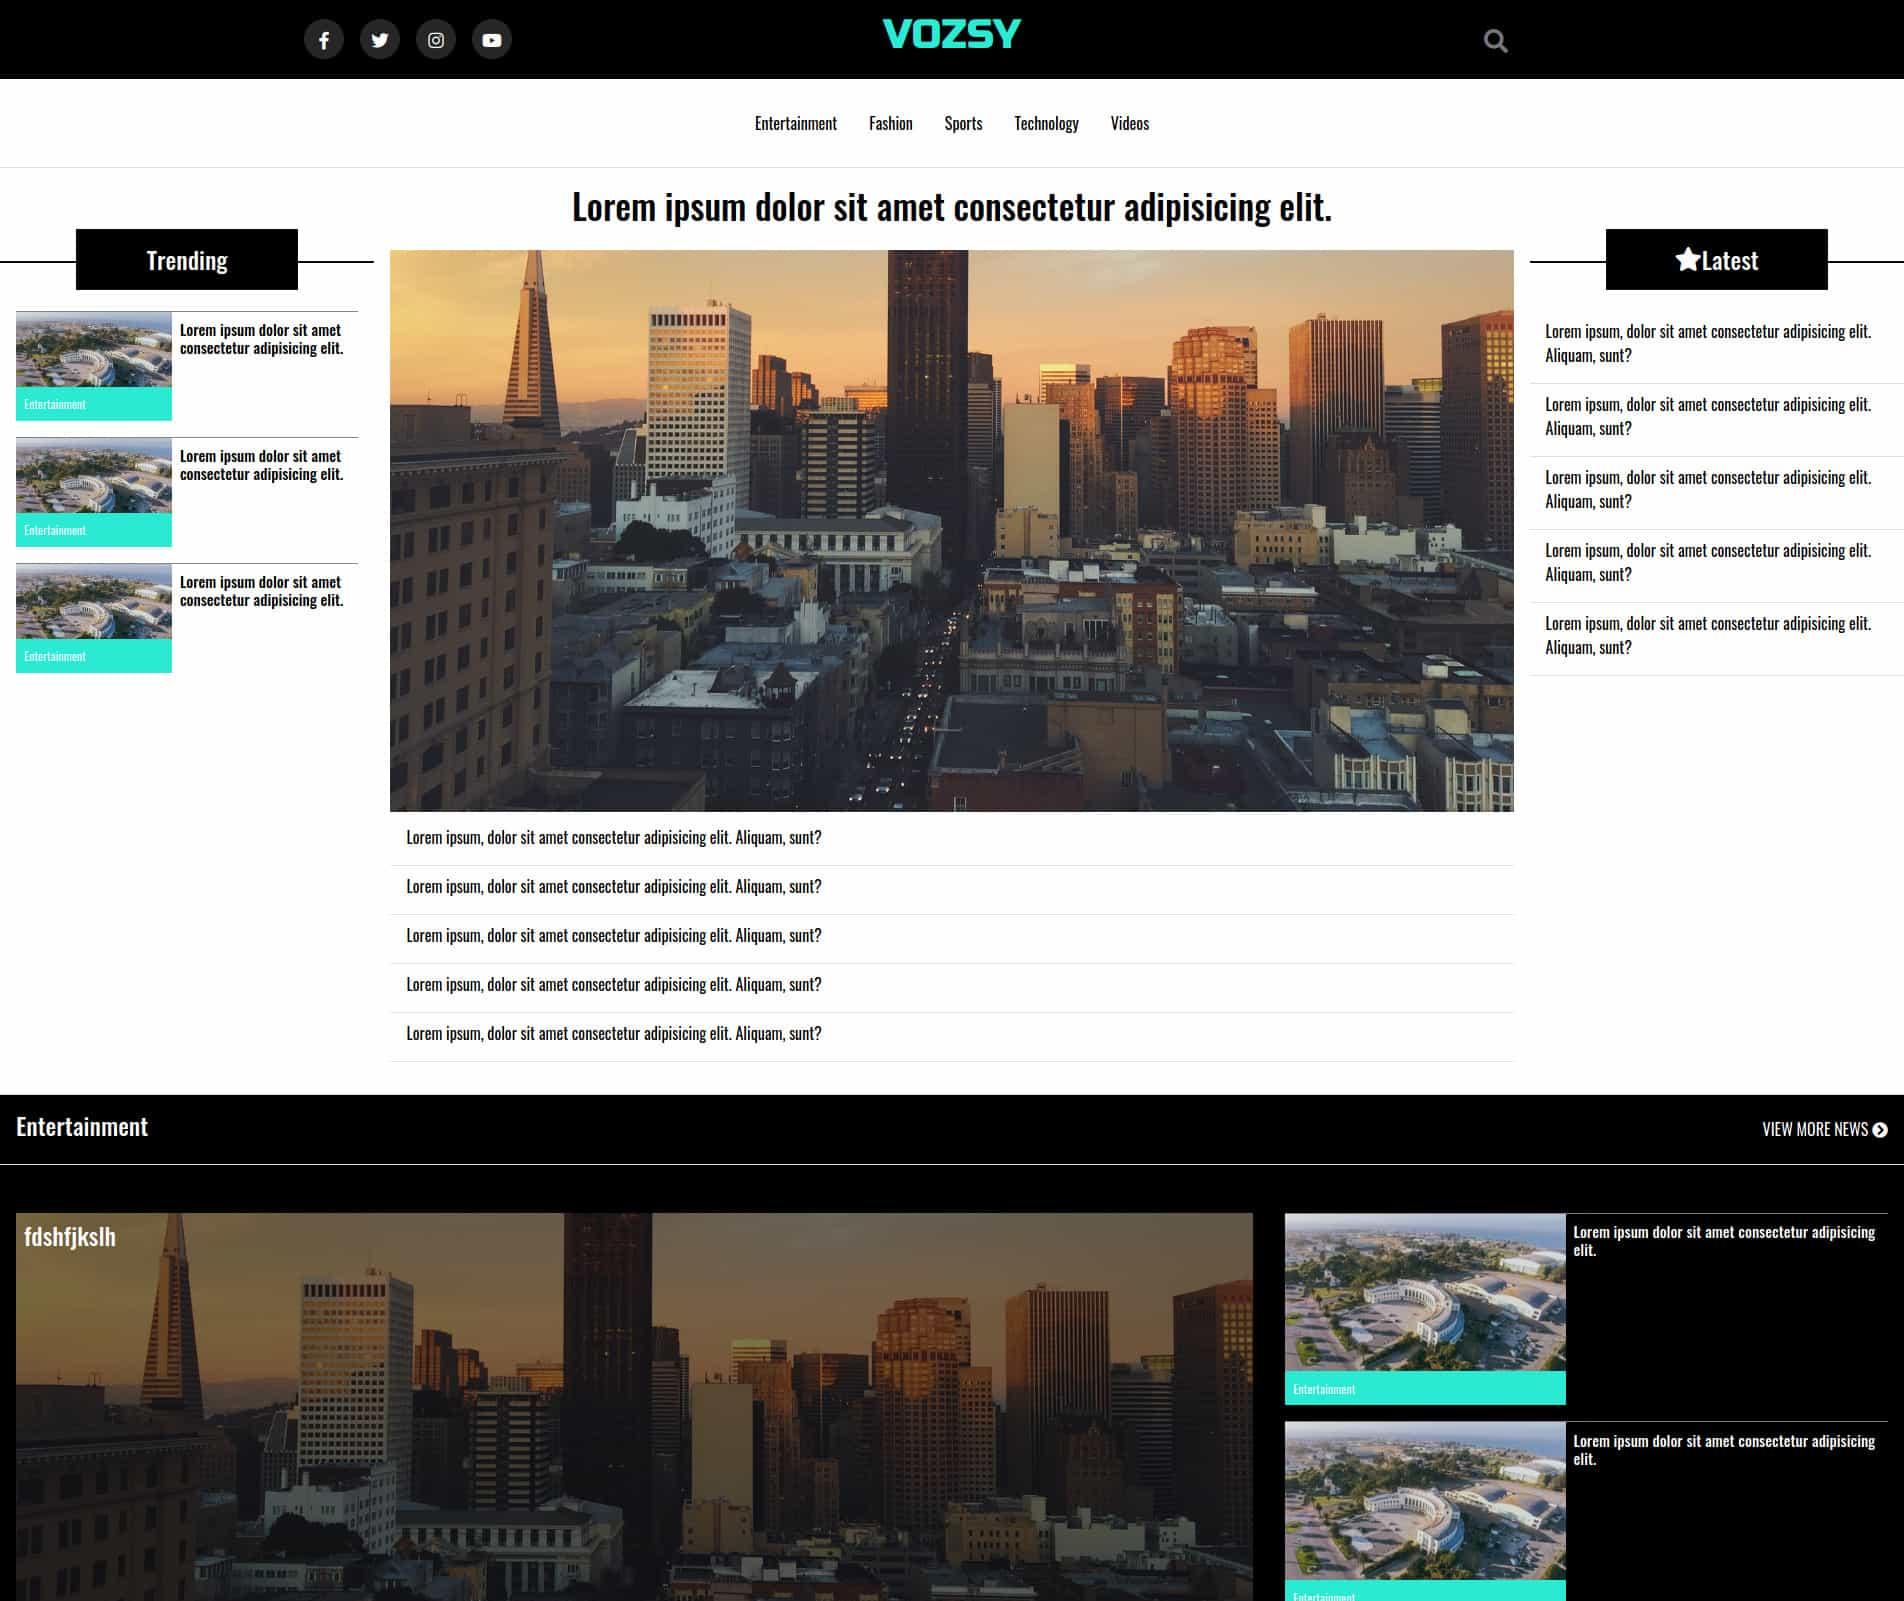 VOZSY
Entertainment
Fashion
Sports
Technology
Videos
Lorem ipsum dolor sit amet consectetur adipisicing elit.
Trending
Lorem ipsum dolor sit amet
consectetur adipisicing elit.
Entertainment
Lorem ipsum dolor sit amet
consectetur adipisicing elit.
Entertainment
Lorem ipsum dolor sit amet
consectetur adipisicing elit.
Entertainment
Lorem ipsum, dolor sit amet consectetur adipisicing elit. Aliquam, sunt?
Lorem ipsum, dolor sit amet consectetur adipisicing elit. Aliquam, sunt?
Lorem ipsum, dolor sit amet consectetur adipisicing elit. Aliquam, sunt?
Lorem ipsum, dolor sit amet consectetur adipisicing elit. Aliquam, sunt?
Lorem ipsum, dolor sit amet consectetur adipisicing elit. Aliquam, sunt?
Latest
Lorem ipsum, dolor sit amet consectetur adipisicing elit.
Aliquam, sunt?
Lorem ipsum, dolor sit amet consectetur adipisicing elit.
Aliquam, sunt?
Lorem ipsum, dolor sit amet consectetur adipisicing elit.
Aliquam, sunt?
Lorem ipsum, dolor sit amet consectetur adipisicing elit.
Aliquam, sunt?
Lorem ipsum, dolor sit amet consectetur adipisicing elit.
Aliquam, sunt?
Entertainment
VIEW MORE NEWS
fdshfjkslh
Lorem ipsum dolor sit amet consectetur adipisicing
elit.
Entertainment
Lorem ipsum dolor sit amet consectetur adipisicing
elit.
Entertainment